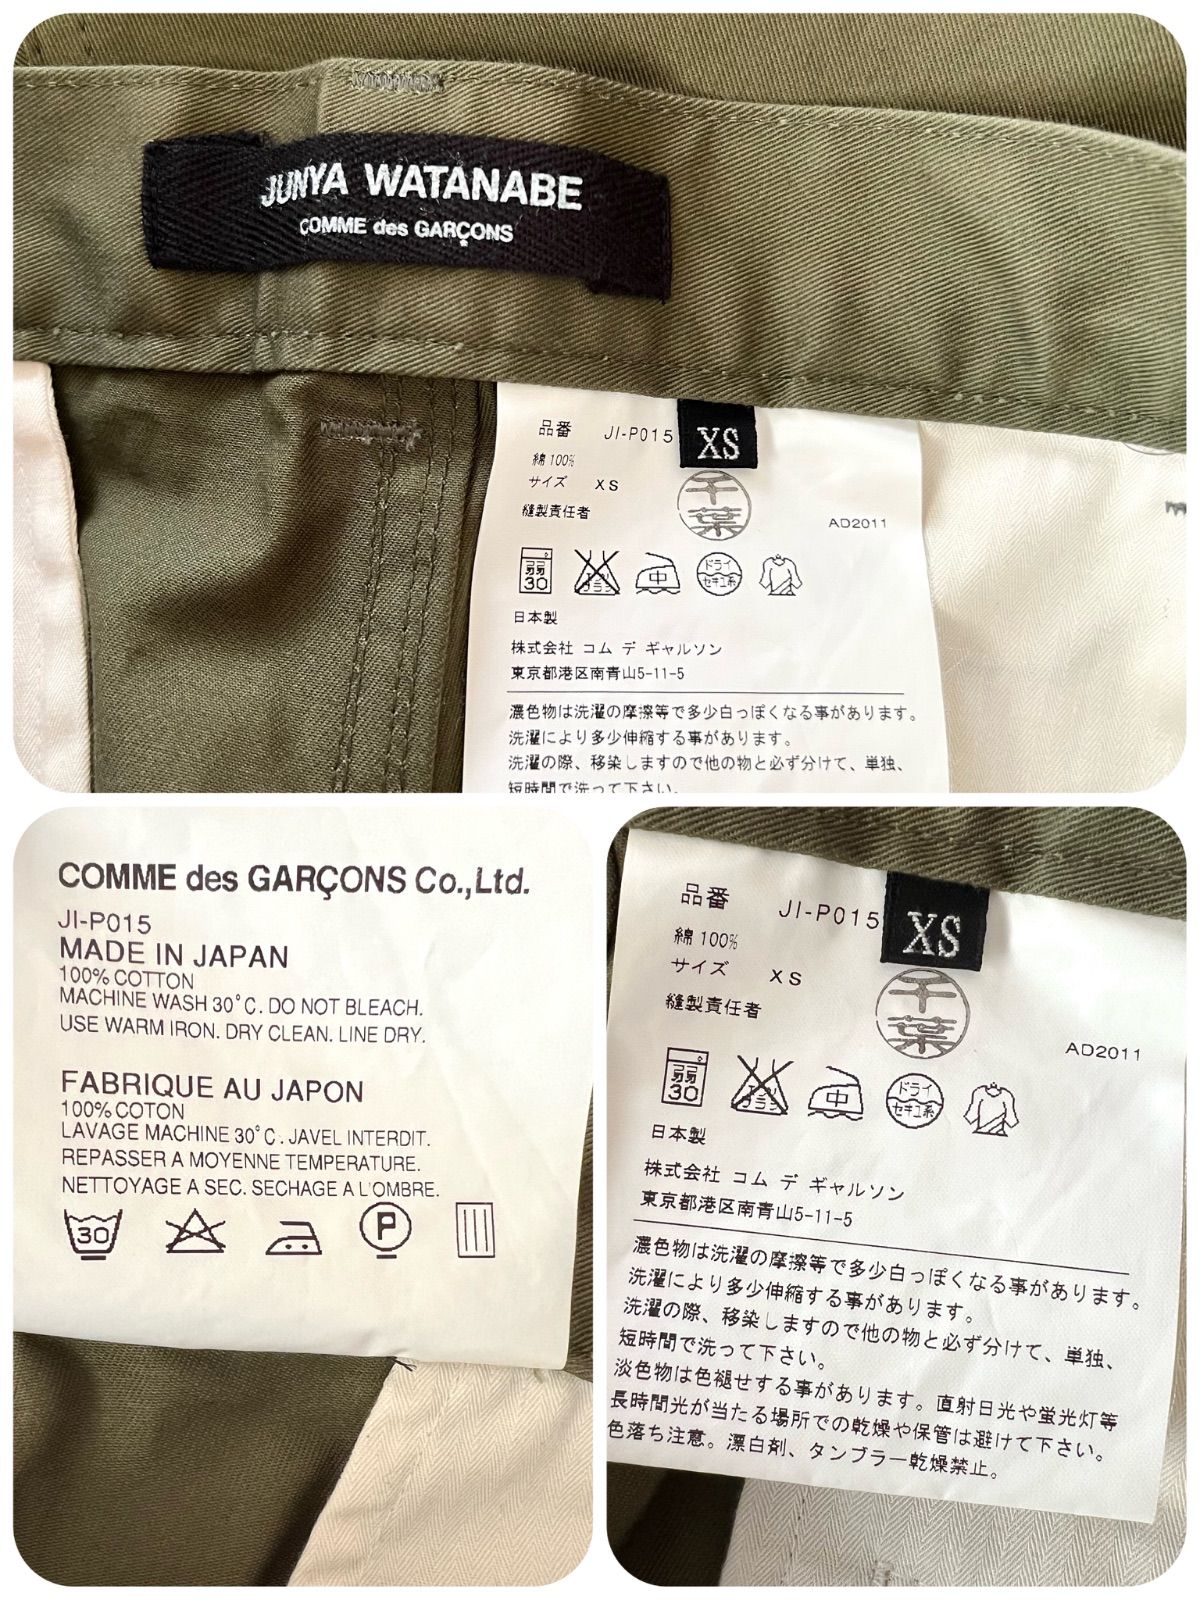 JUNYA WATANABE
COMME des GARÇONS
品番 JI-P015
XS
綿100%
サイズ XS
縫製責任者
千葉
AD2011
弱
30
エンソ
サラシ
中
ドライ
セキユ系
日本製
株式会社 コム デ ギャルソン
東京都港区南青山5-11-5
濃色物は洗濯の摩擦等で多少白っぽくなる事があります。
洗濯により多少伸縮する事があります。
洗濯の際、移染しますので他の物と必ず分けて、単独、
短時間で洗って下さい。
COMME des GARÇONS Co.,Ltd.
JI-P015
MADE IN JAPAN
100% COTTON
MACHINE WASH 30°C. DO NOT BLEACH.
USE WARM IRON. DRY CLEAN. LINE DRY.
FABRIQUE AU JAPON
100% COTON
LAVAGE MACHINE 30°C. JAVEL INTERDIT.
REPASSER A MOYENNE TEMPERATURE.
NETTOYAGE A SEC. SECHAGE A L'OMBRE.
30
P
品番 JI-P015
XS
綿100%
サイズ XS
縫製責任者
千葉
AD2011
弱
30
エンソ
サラシ
中
ドライ
セキユ系
日本製
株式会社 コム デ ギャルソン
東京都港区南青山5-11-5
濃色物は洗濯の摩擦等で多少白っぽくなる事があります。
洗濯により多少伸縮する事があります。
洗濯の際、移染しますので他の物と必ず分けて、単独、
短時間で洗って下さい。
淡色物は色褪せする事があります。直射日光や蛍光灯等
長時間光が当たる場所での乾燥や保管は避けて下さい。
色落ち注意。漂白剤、タンブラー乾燥禁止。